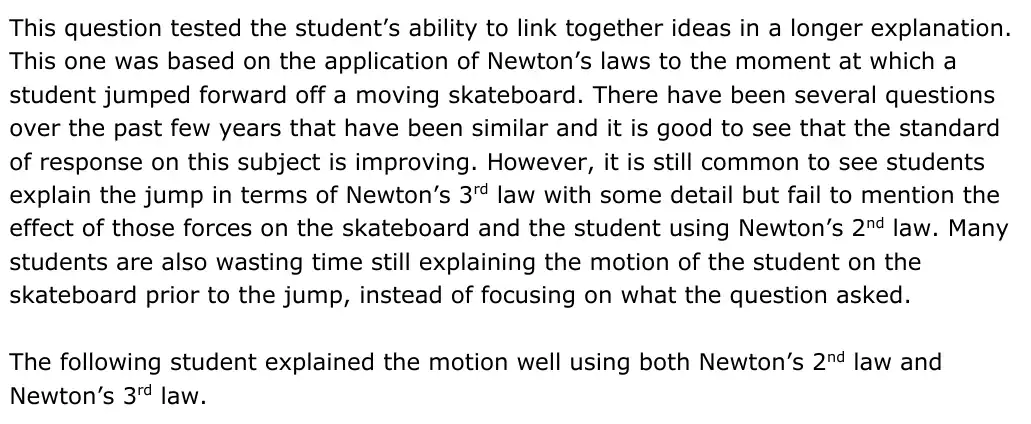 This question tested the student’s ability to link together ideas in a longer explanation.
This one was based on the application of Newton’s laws to the moment at which a
student jumped forward off a moving skateboard. There have been several questions
over the past few years that have been similar and it is good to see that the standard
of response on this subject is improving. However, it is still common to see students
explain the jump in terms of Newton’s 3rd law with some detail but fail to mention the
effect of those forces on the skateboard and the student using Newton’s 2nd law. Many
students are also wasting time still explaining the motion of the student on the
skateboard prior to the jump, instead of focusing on what the question asked.
The following student explained the motion well using both Newton’s 2nd law and
Newton’s 3rd law.